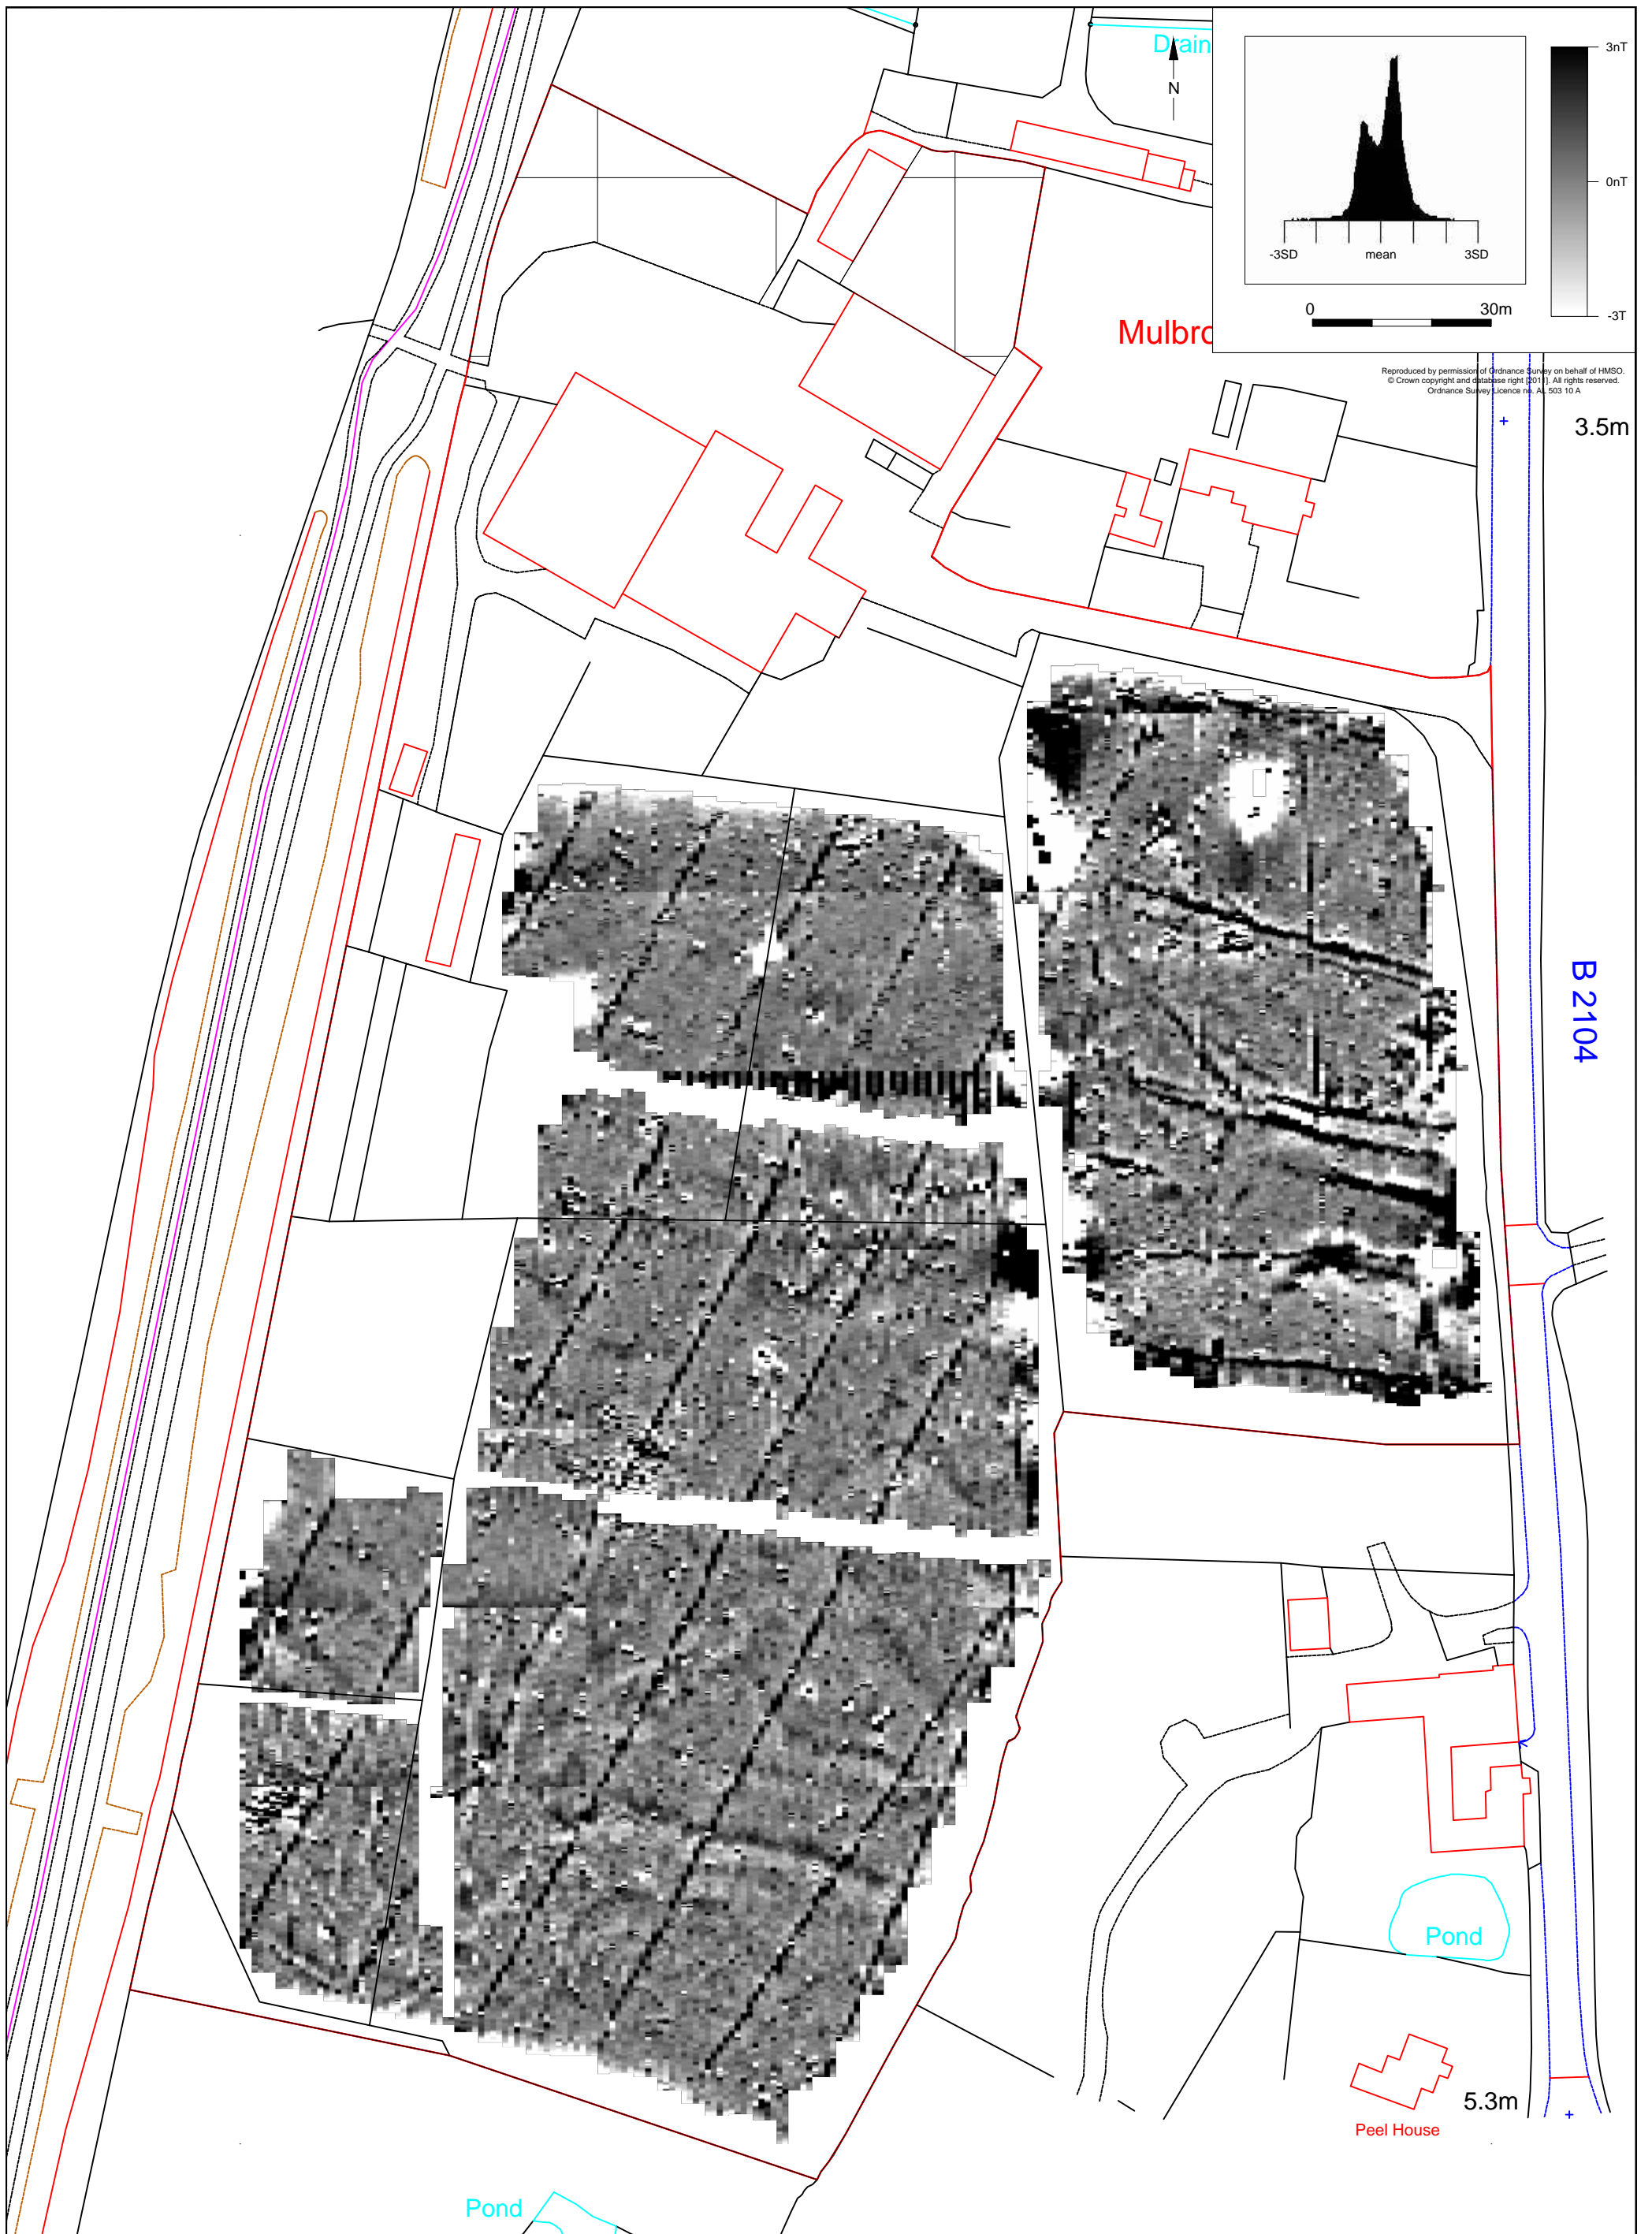 Drain
N
3nT
0nT
-3T
-3SD
mean
3SD
0
30m
Mulbro
Reproduced by permission of Ordnance Survey on behalf of HMSO.
© Crown copyright and database right [2011]. All rights reserved.
Ordnance Survey Licence no. AL 503 10 A
3.5m
B 2104
Pond
5.3m
Peel House
Pond